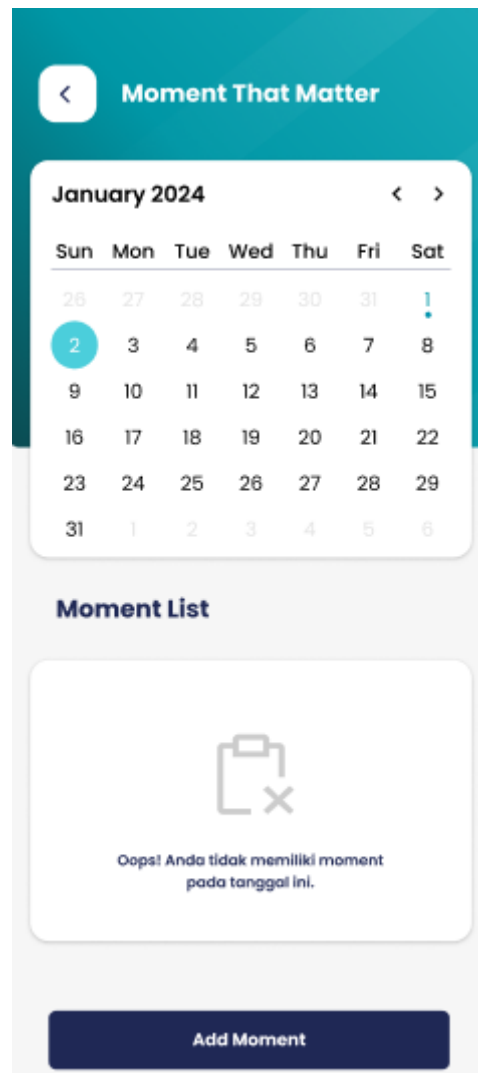 Moment That Matter
January 2024
Sun Mon Tue Wed Thu Fri Sat
26 27 28 29 30 31 1
2 3 4 5 6 7 8
9 10 11 12 13 14 15
16 17 18 19 20 21 22
23 24 25 26 27 28 29
31 1 2 3 4 5 6
Moment List
Oops! Anda tidak memiliki moment
pada tanggal ini.
Add Moment